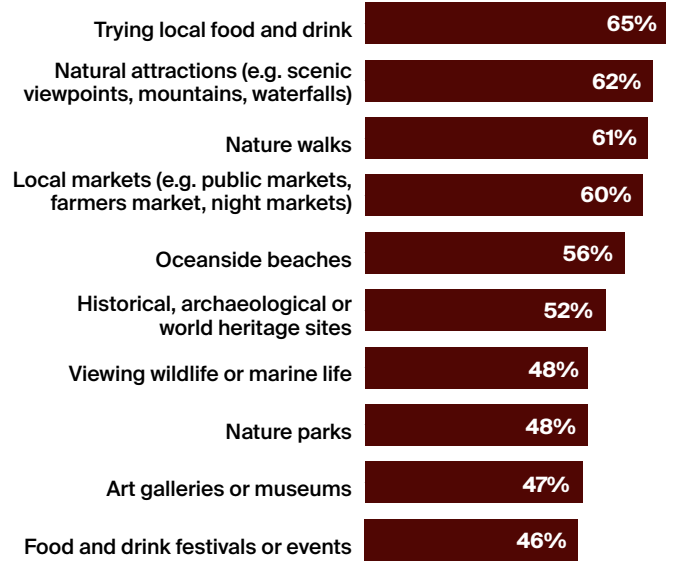 Trying local food and drink 65%
Natural attractions (e.g. scenic
viewpoints, mountains, waterfalls) 62%
Nature walks 61%
Local markets (e.g. public markets,
farmers market, night markets) 60%
Oceanside beaches 56%
Historical, archaeological or
world heritage sites 52%
Viewing wildlife or marine life 48%
Nature parks 48%
Art galleries or museums 47%
Food and drink festivals or events 46%